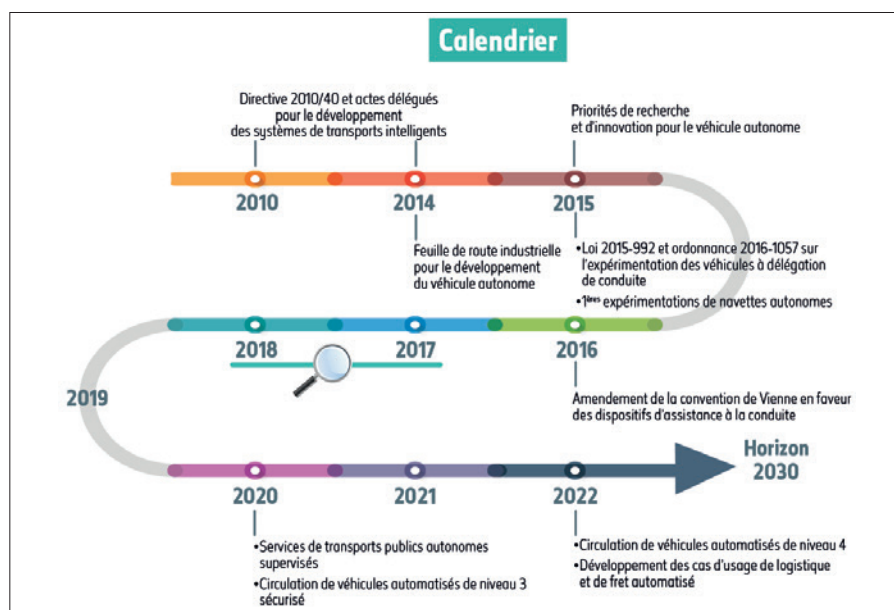 Calendrier
Directive 2010/40 et actes délégués
pour le développement
des systèmes de transports intelligents
Priorités de recherche
et d'innovation pour le véhicule autonome
2010
2014
2015
Feuille de route industrielle
pour le développement
du véhicule autonome
•Loi 2015-992 et ordonnance 2016-1057 sur
l'expérimentation des véhicules à délégation
de conduite
•1ères expérimentations de navettes autonomes
2018
2017
2016
2019
Amendement de la convention de Vienne en faveur
des dispositifs d'assistance à la conduite
Horizon
2030
2020
2021
2022
•Services de transports publics autonomes
supervisés
•Circulation de véhicules automatisés de niveau 3
sécurisé
•Circulation de véhicules automatisés de niveau 4
•Développement des cas d'usage de logistique
et de fret automatisé